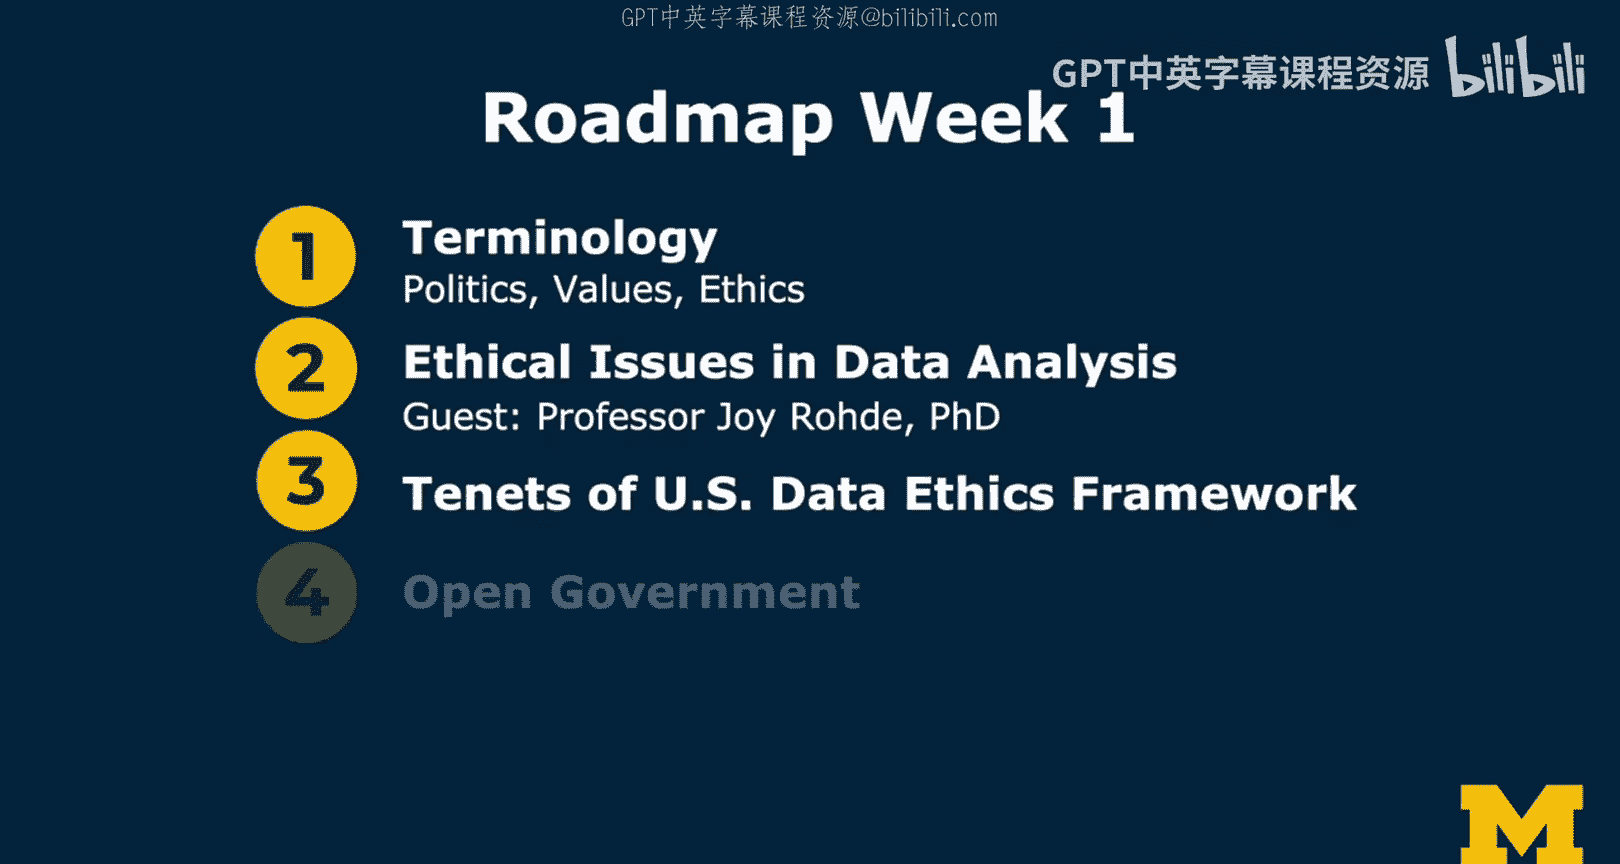 GPT中英字幕课程资源@bilibili.com
GPT中英字幕课程资源 bilibili
Roadmap Week 1
1 Terminology
Politics, Values, Ethics
2 Ethical Issues in Data Analysis
Guest: Professor Joy Rohde, PhD
3 Tenets of U.S. Data Ethics Framework
4 Open Government
M